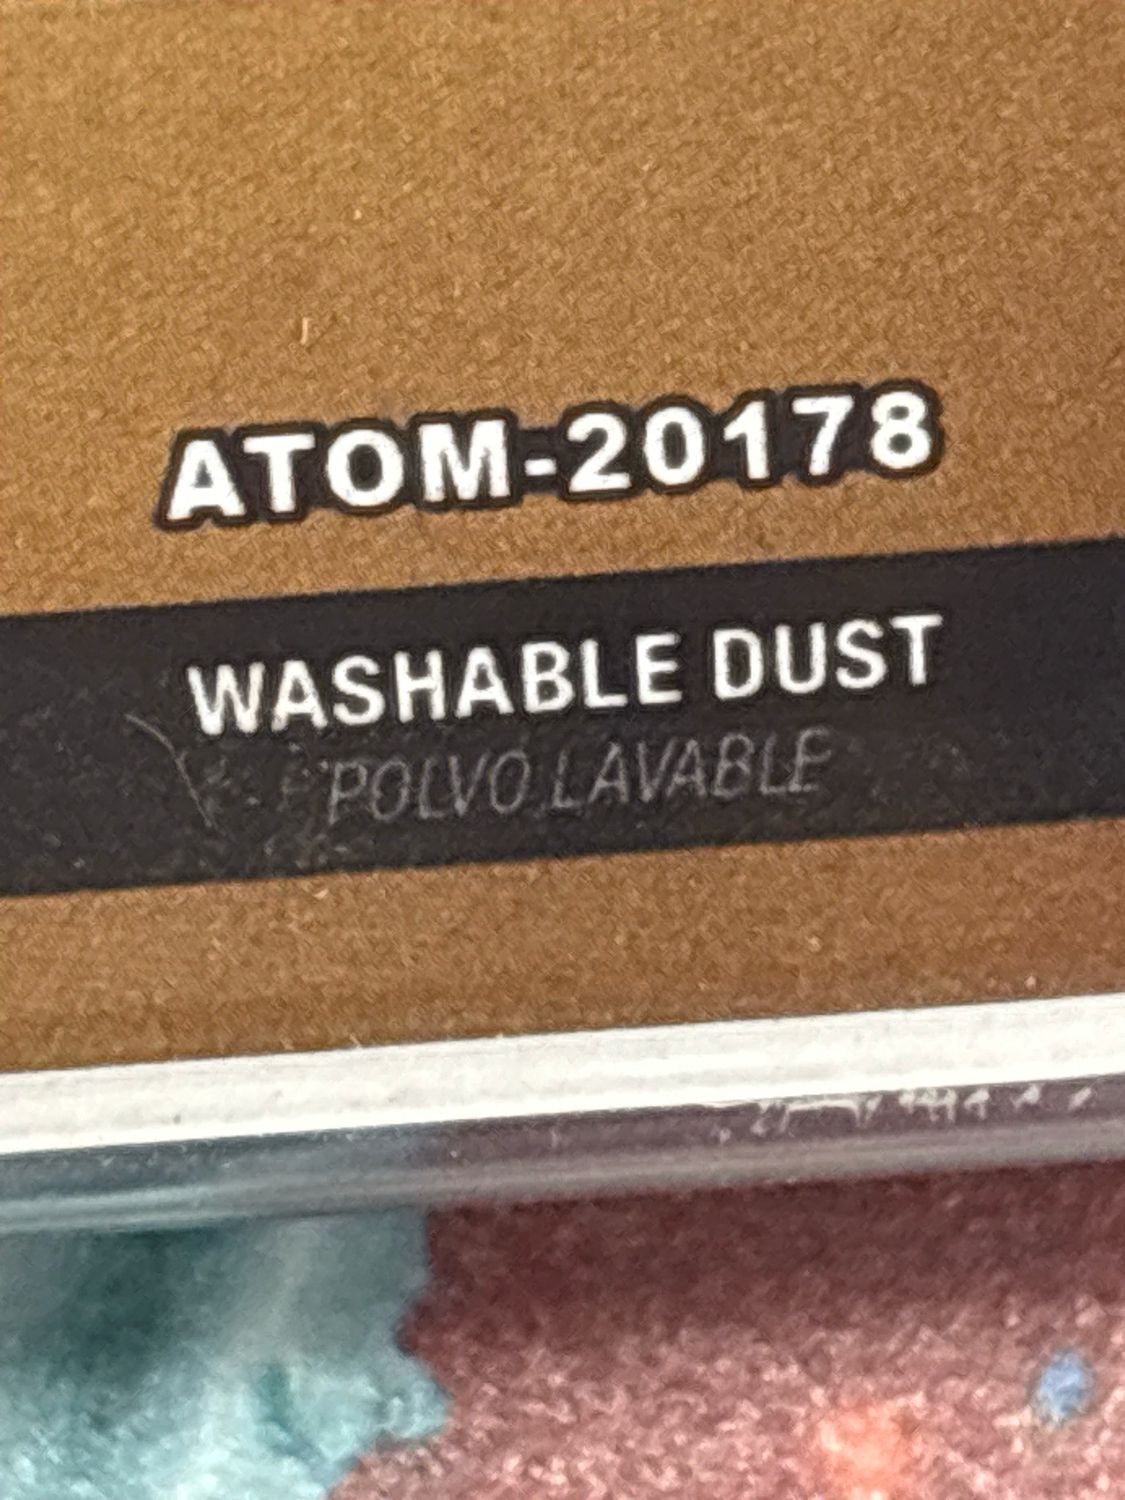 ATOM-20178
WASHABLE DUST
POLVO LAVABLE